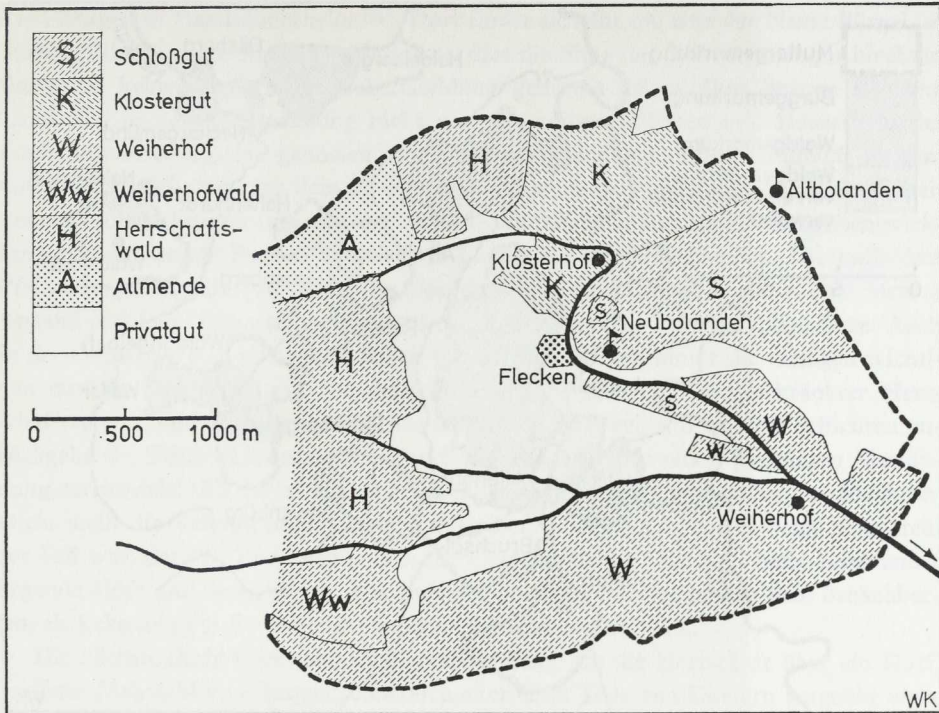 S Schloßgut
K Klostergut
W Weiherhof
Ww Weiherhofwald
H Herrschafts-
wald
A Allmende
Privatgut
0 500 1000 m
H
K
Altbolanden
A
Klosterhof
K
S
S
Neubolanden
H
Flecken
S
W
W
H
Weiherhof
W
Ww
WK